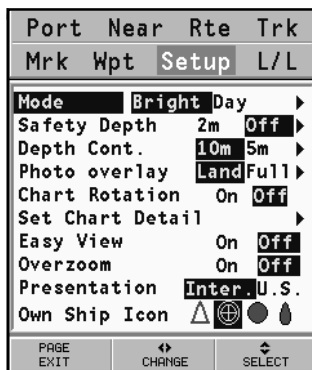 Port Near Rte Trk
Mrk Wpt Setup L/L
Mode Bright Day
Safety Depth 2m Off
Depth Cont. 10m 5m
Photo overlay Land Full
Chart Rotation On Off
Set Chart Detail
Easy View On Off
Overzoom On Off
Presentation Inter. U.S.
Own Ship Icon
PAGE EXIT CHANGE SELECT